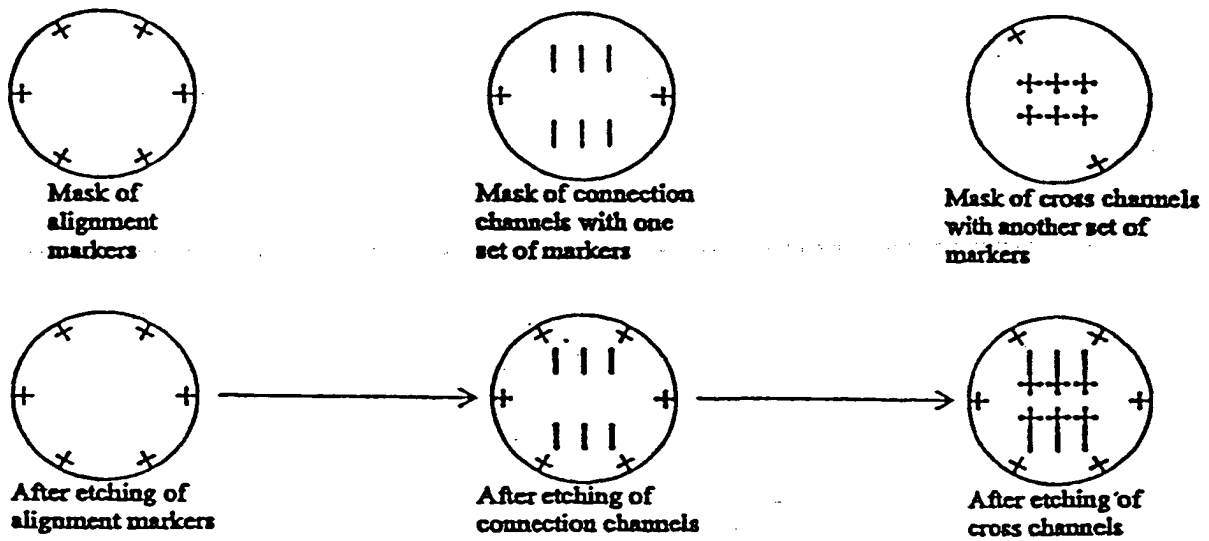 Mask of
alignment
markers
Mask of connection
channels with one
set of markers
Mask of cross channels
with another set of
markers
After etching of
alignment markers
After etching of
connection channels
After etching of
cross channels